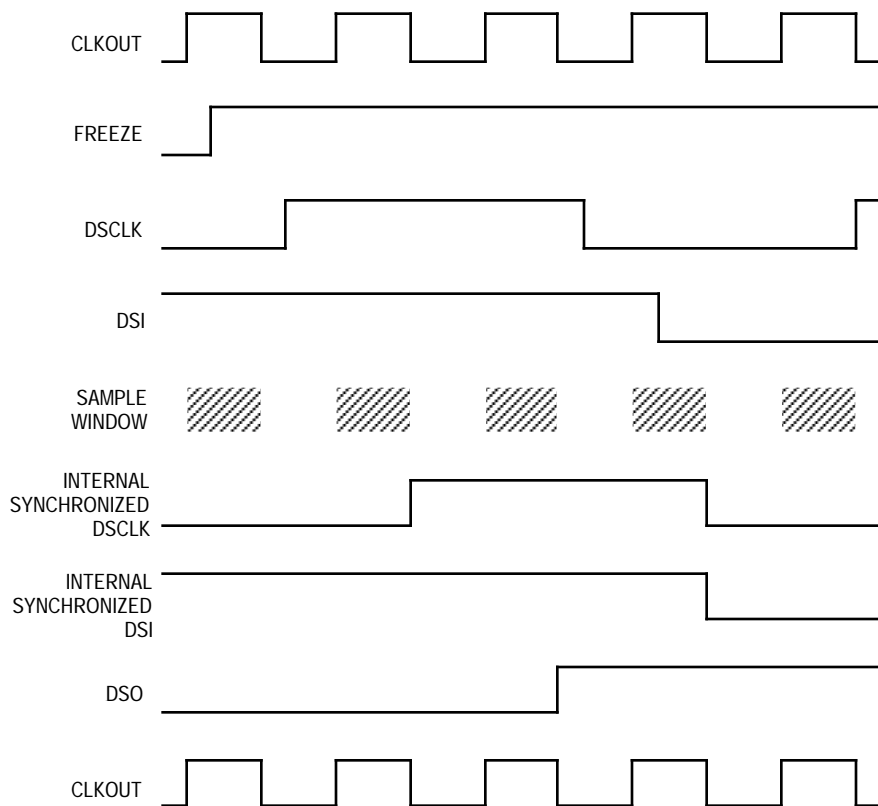 CLKOUT
FREEZE
DSCLK
DSI
SAMPLE
WINDOW
INTERNAL
SYNCHRONIZED
DSCLK
INTERNAL
SYNCHRONIZED
DSI
DSO
CLKOUT